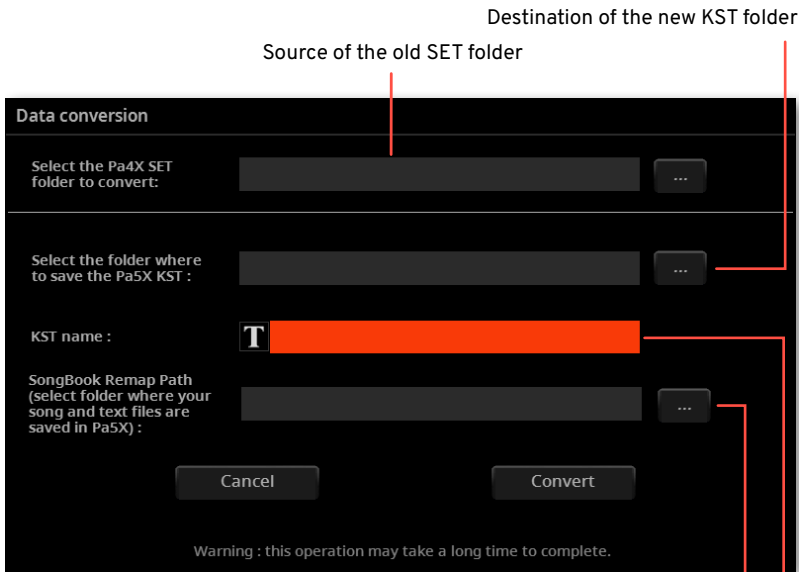 Destination of the new KST folder
Source of the old SET folder
Data conversion
Select the Pa4X SET
folder to convert:
...
Select the folder where
to save the Pa5X KST :
...
KST name :
T
SongBook Remap Path
(select folder where your
song and text files are
saved in Pa5X) :
...
Cancel
Convert
Warning : this operation may take a long time to complete.